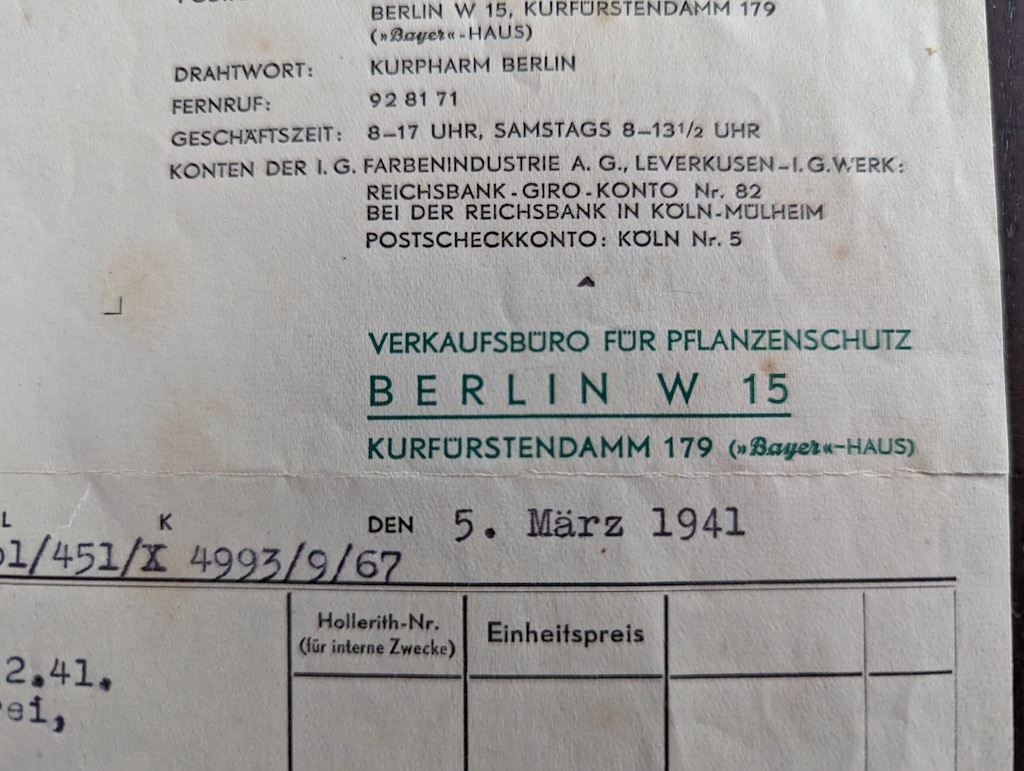 BERLIN W 15, KURFÜRSTENDAMM 179
(»Bayer«-HAUS)
DRAHTWORT: KURPHARM BERLIN
FERNRUF: 92 81 71
GESCHÄFTSZEIT: 8–17 UHR, SAMSTAGS 8–13½ UHR
KONTEN DER I. G. FARBENINDUSTRIE A. G., LEVERKUSEN–I.G.WERK:
REICHSBANK-GIRO-KONTO Nr. 82
BEI DER REICHSBANK IN KÖLN-MÜLHEIM
POSTSCHECKKONTO: KÖLN Nr. 5
VERKAUFSBÜRO FÜR PFLANZENSCHUTZ
BERLIN W 15
KURFÜRSTENDAMM 179 (»Bayer«-HAUS)
L K DEN 5. März 1941
1/451/X 4993/9/67
Hollerith-Nr.
(für interne Zwecke)
Einheitspreis
2.41.
ei,